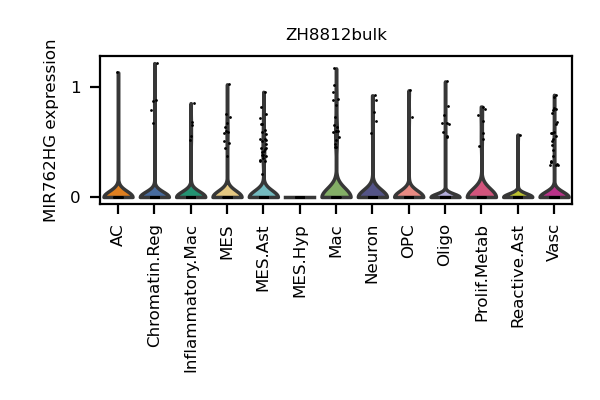 ZH8812bulk
MIR762HG expression
1
0
AC
Chromatin.Reg
Inflammatory.Mac
MES
MES.Ast
MES.Hyp
Mac
Neuron
OPC
Oligo
Prolif.Metab
Reactive.Ast
Vasc